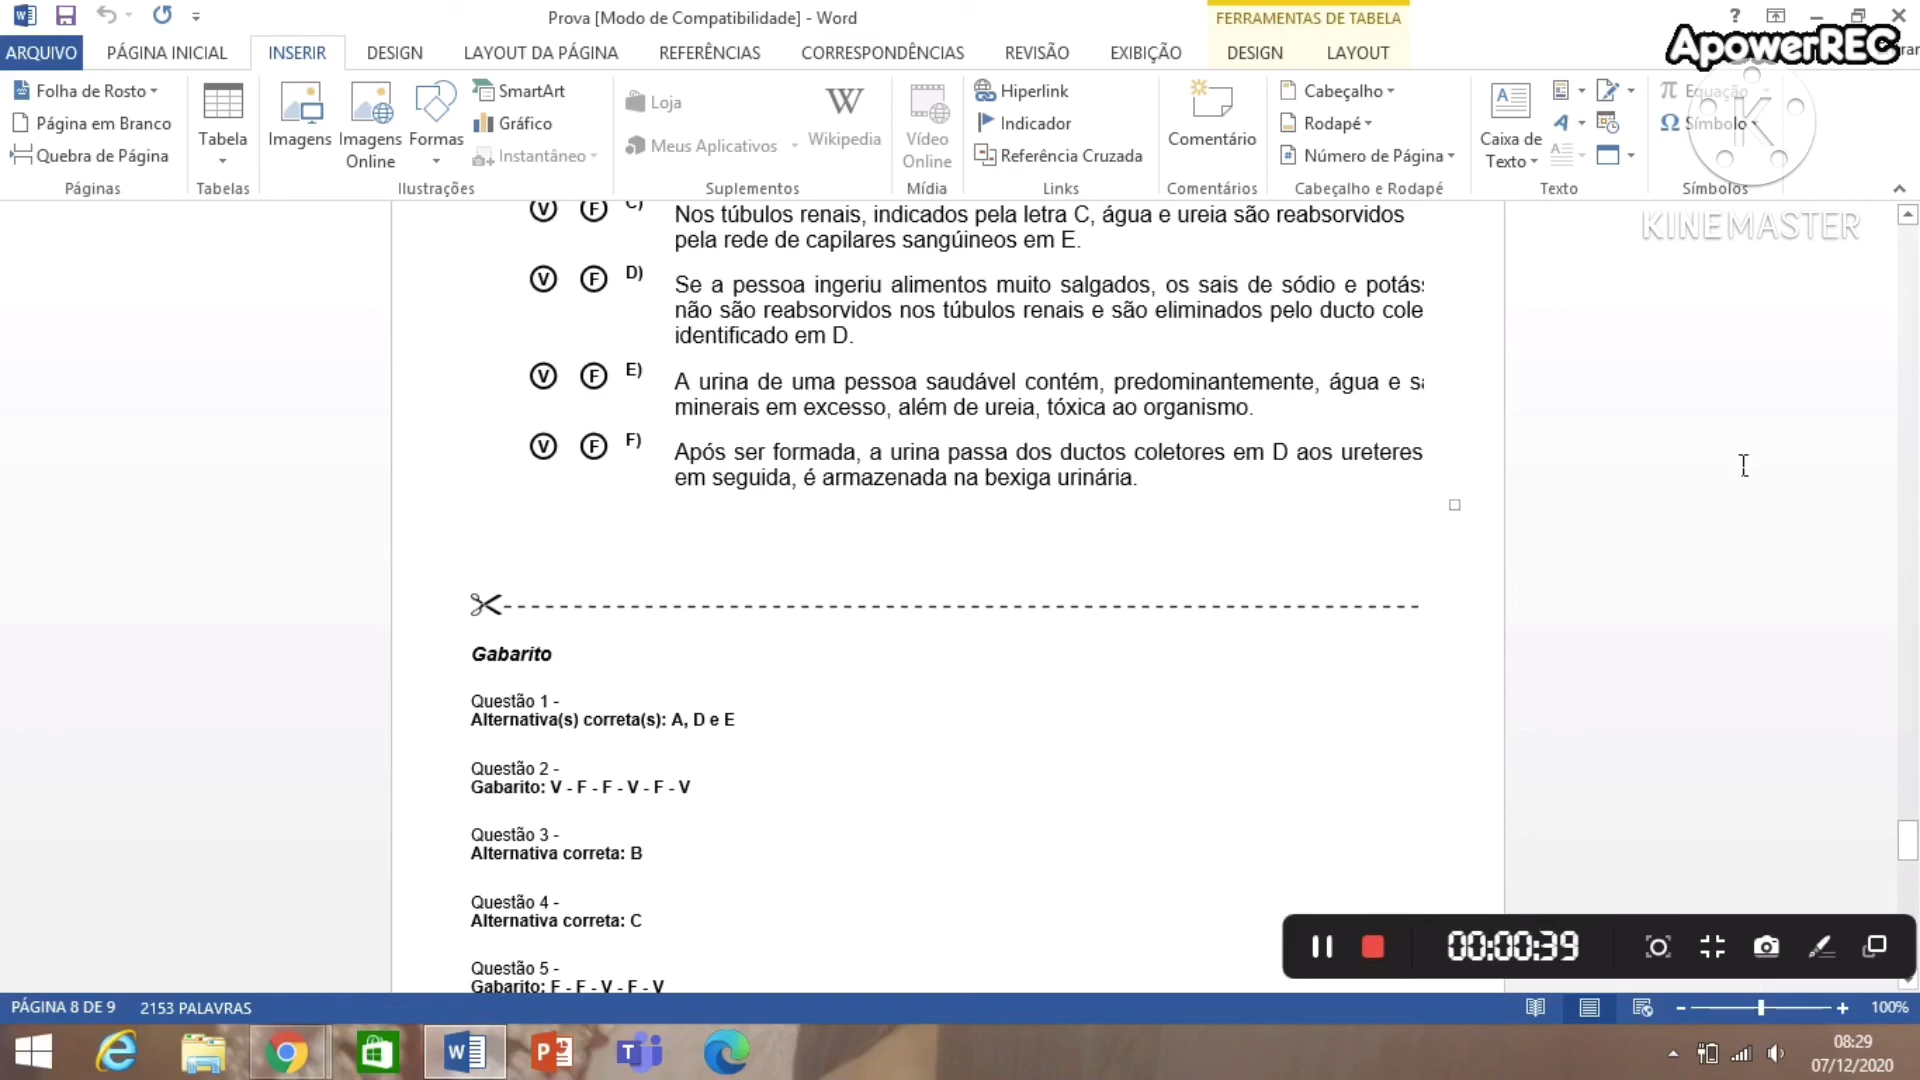 Prova [Modo de Compatibilidade] - Word
FERRAMENTAS DE TABELA
?
ApowerREC
ARQUIVO PÁGINA INICIAL INSERIR DESIGN LAYOUT DA PÁGINA REFERÊNCIAS CORRESPONDÊNCIAS REVISÃO EXIBIÇÃO DESIGN LAYOUT
Folha de Rosto
Página em Branco
Quebra de Página
Páginas
Tabela
Tabelas
Imagens
Imagens
Online
Formas
SmartArt
Gráfico
Instantâneo
Ilustrações
Loja
Meus Aplicativos
W
Wikipedia
Suplementos
Vídeo
Online
Mídia
Hiperlink
Indicador
Referência Cruzada
Links
Comentário
Comentários
Cabeçalho
Rodapé
# Número de Página
Cabeçalho e Rodapé
A
Caixa de
Texto
A
Texto
π Equação
Ω Símbolo
Símbolos
K
KINEMASTER
V F C) Nos túbulos renais, indicados pela letra C, água e ureia são reabsorvidos
pela rede de capilares sangúineos em E.
V F D) Se a pessoa ingeriu alimentos muito salgados, os sais de sódio e potáss
não são reabsorvidos nos túbulos renais e são eliminados pelo ducto cole
identificado em D.
V F E) A urina de uma pessoa saudável contém, predominantemente, água e sa
minerais em excesso, além de ureia, tóxica ao organismo.
V F F) Após ser formada, a urina passa dos ductos coletores em D aos ureteres
em seguida, é armazenada na bexiga urinária.
Gabarito
Questão 1 -
Alternativa(s) correta(s): A, D e E
Questão 2 -
Gabarito: V - F - F - V - F - V
Questão 3 -
Alternativa correta: B
Questão 4 -
Alternativa correta: C
Questão 5 -
Gabarito: F - F - V - F - V
00:00:39
PÁGINA 8 DE 9 2153 PALAVRAS
100%
08:29
07/12/2020